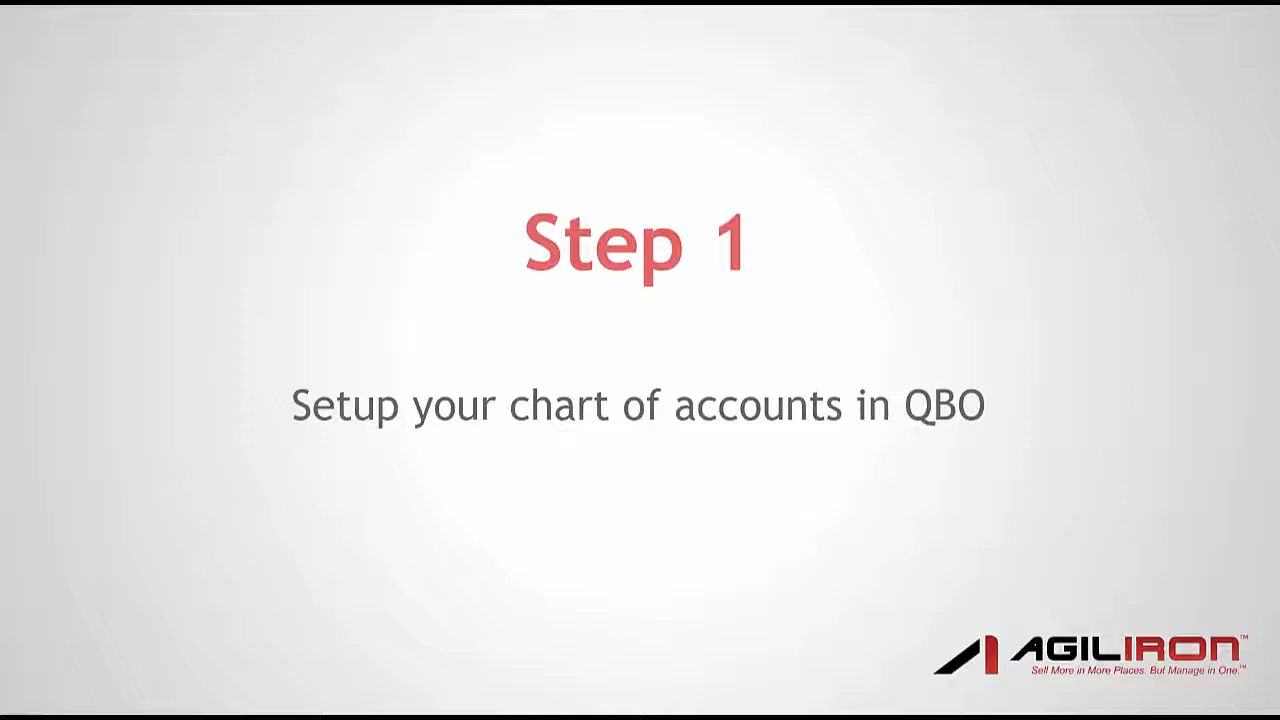 Step 1
Setup your chart of accounts in QBO
AGILIRON™
Sell More in More Places. But Manage in One.™